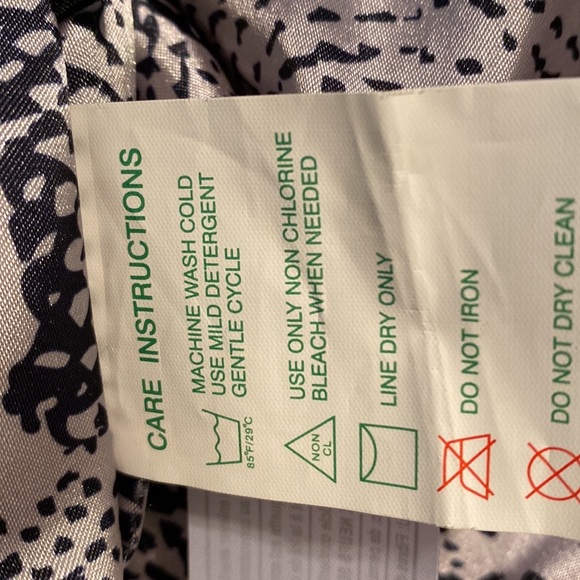 CARE INSTRUCTIONS
MACHINE WASH COLD
USE MILD DETERGENT
GENTLE CYCLE
85°F/29°C
USE ONLY NON CHLORINE
BLEACH WHEN NEEDED
NON
CL
LINE DRY ONLY
DO NOT IRON
DO NOT DRY CLEAN